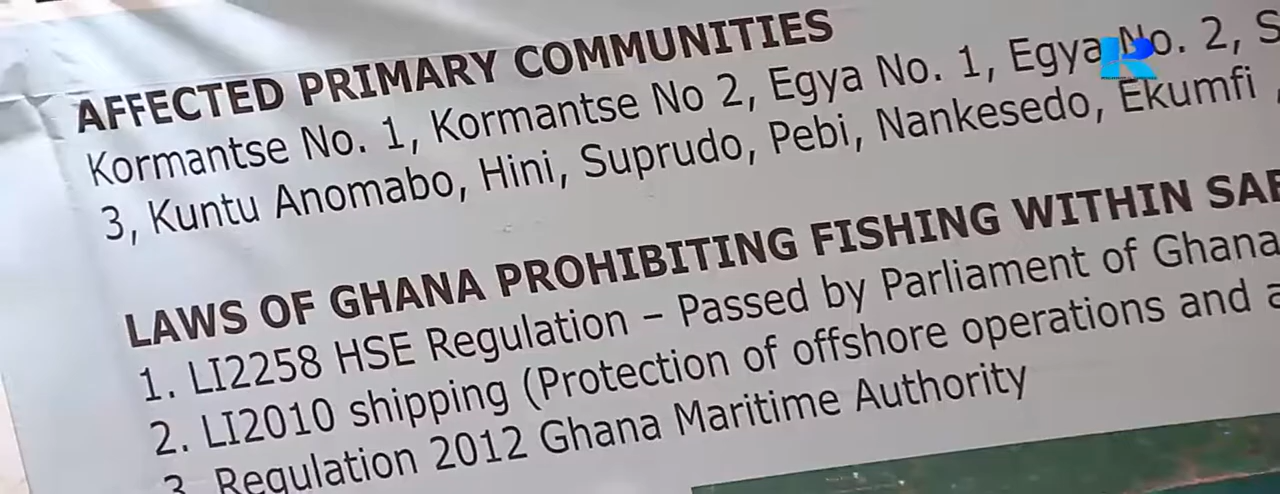 AFFECTED PRIMARY COMMUNITIES
Kormantse No. 1, Kormantse No 2, Egya No. 1, Egya No. 2, S
3, Kuntu Anomabo, Hini, Suprudo, Pebi, Nankesedo, Ekumfi
LAWS OF GHANA PROHIBITING FISHING WITHIN
1. LI2258 HSE Regulation – Passed by Parliament of Ghana
2. LI2010 shipping (Protection of offshore operations and
3. Regulation 2012 Ghana Maritime Authority